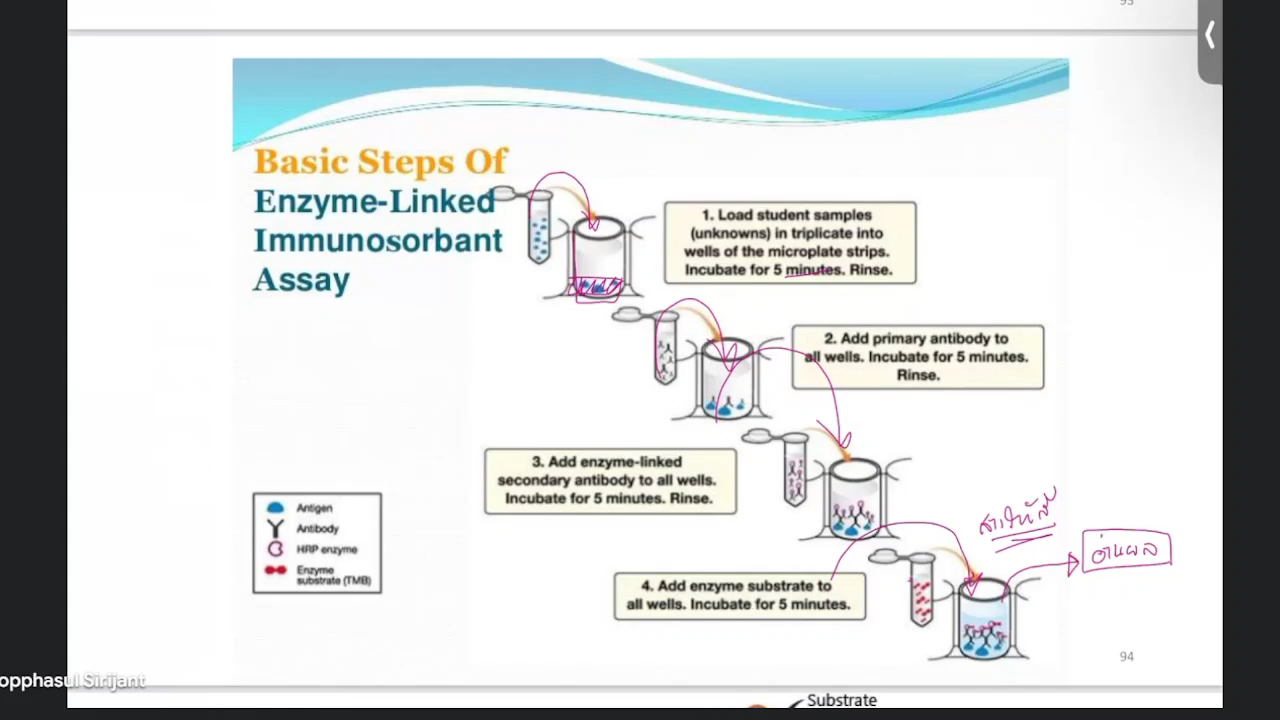 93
Basic Steps Of
Enzyme-Linked
Immunosorbant
Assay
1. Load student samples
(unknowns) in triplicate into
wells of the microplate strips.
Incubate for 5 minutes. Rinse.
2. Add primary antibody to
all wells. Incubate for 5 minutes.
Rinse.
3. Add enzyme-linked
secondary antibody to all wells.
Incubate for 5 minutes. Rinse.
Antigen
Antibody
HRP enzyme
Enzyme
substrate (TMB)
สารให้สี
อ่านผล
4. Add enzyme substrate to
all wells. Incubate for 5 minutes.
94
opphasul Sirijant
Substrate